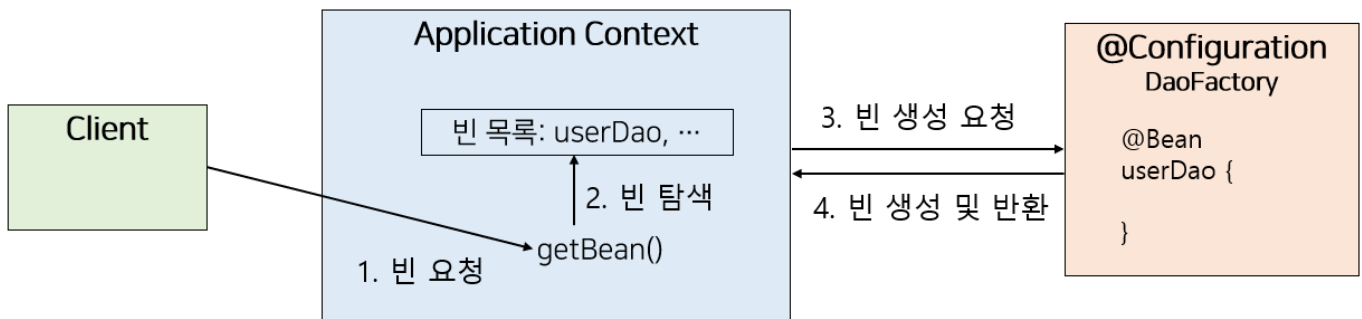 Application Context
Client
빈 목록: userDao, …
2. 빈 탐색
getBean()
1. 빈 요청
3. 빈 생성 요청
4. 빈 생성 및 반환
@Configuration
DaoFactory
@Bean
userDao {
}